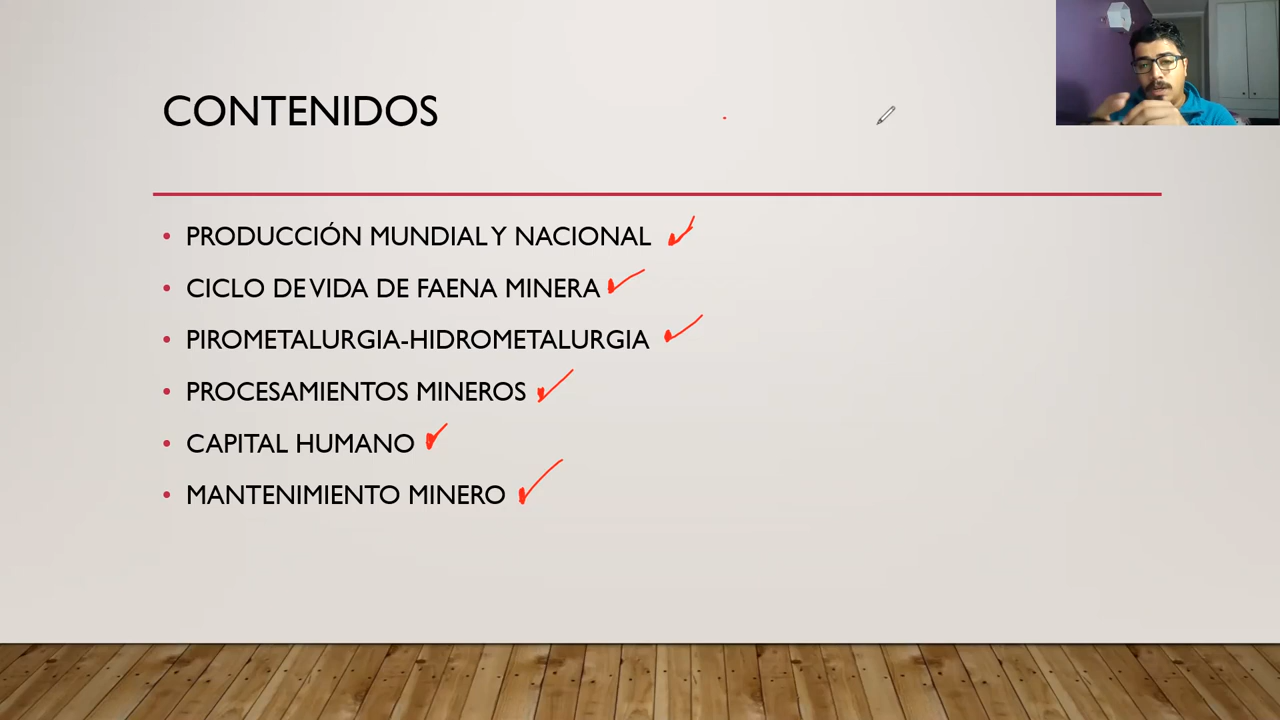 CONTENIDOS
PRODUCCIÓN MUNDIAL Y NACIONAL
CICLO DE VIDA DE FAENA MINERA
PIROMETALURGIA-HIDROMETALURGIA
PROCESAMIENTOS MINEROS
CAPITAL HUMANO
MANTENIMIENTO MINERO